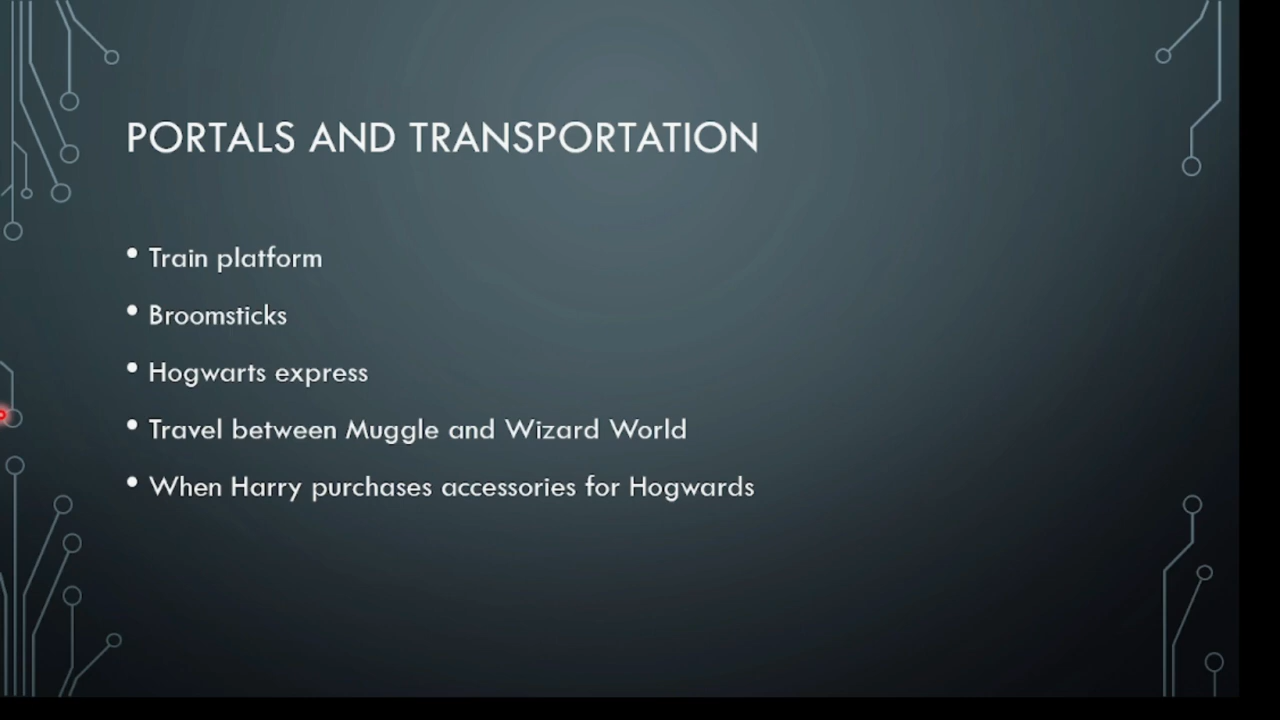 PORTALS AND TRANSPORTATION
• Train platform
• Broomsticks
• Hogwarts express
• Travel between Muggle and Wizard World
• When Harry purchases accessories for Hogwards